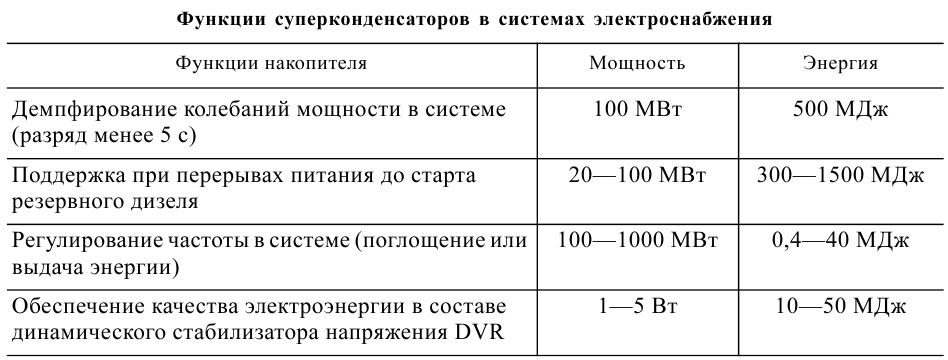 Функции суперконденсаторов в системах электроснабжения
Функции накопителя Мощность Энергия
Демпфирование колебаний мощности в системе 100 МВт 500 МДж
(разряд менее 5 с)
Поддержка при перерывах питания до старта 20—100 МВт 300—1500 МДж
резервного дизеля
Регулирование частоты в системе (поглощение или 100—1000 МВт 0,4—40 МДж
выдача энергии)
Обеспечение качества электроэнергии в составе 1—5 Вт 10—50 МДж
динамического стабилизатора напряжения DVR